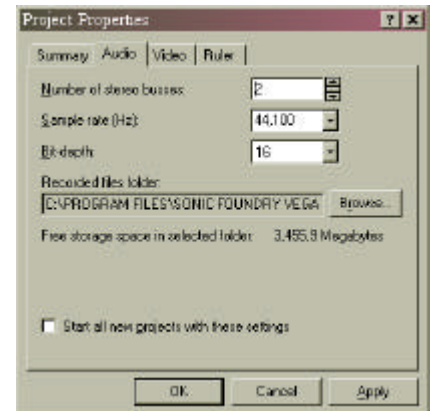 Project Properties
Summary Audio Video Ruler
Number of stereo busses: 2
Sample rate (Hz): 44,100
Bit-depth: 16
Recorded files folder:
E:\PROGRAM FILES\SONIC FOUNDRY VEGA Browse...
Free storage space in selected folder: 3,455.9 Megabytes
Start all new projects with these settings
OK Cancel Apply